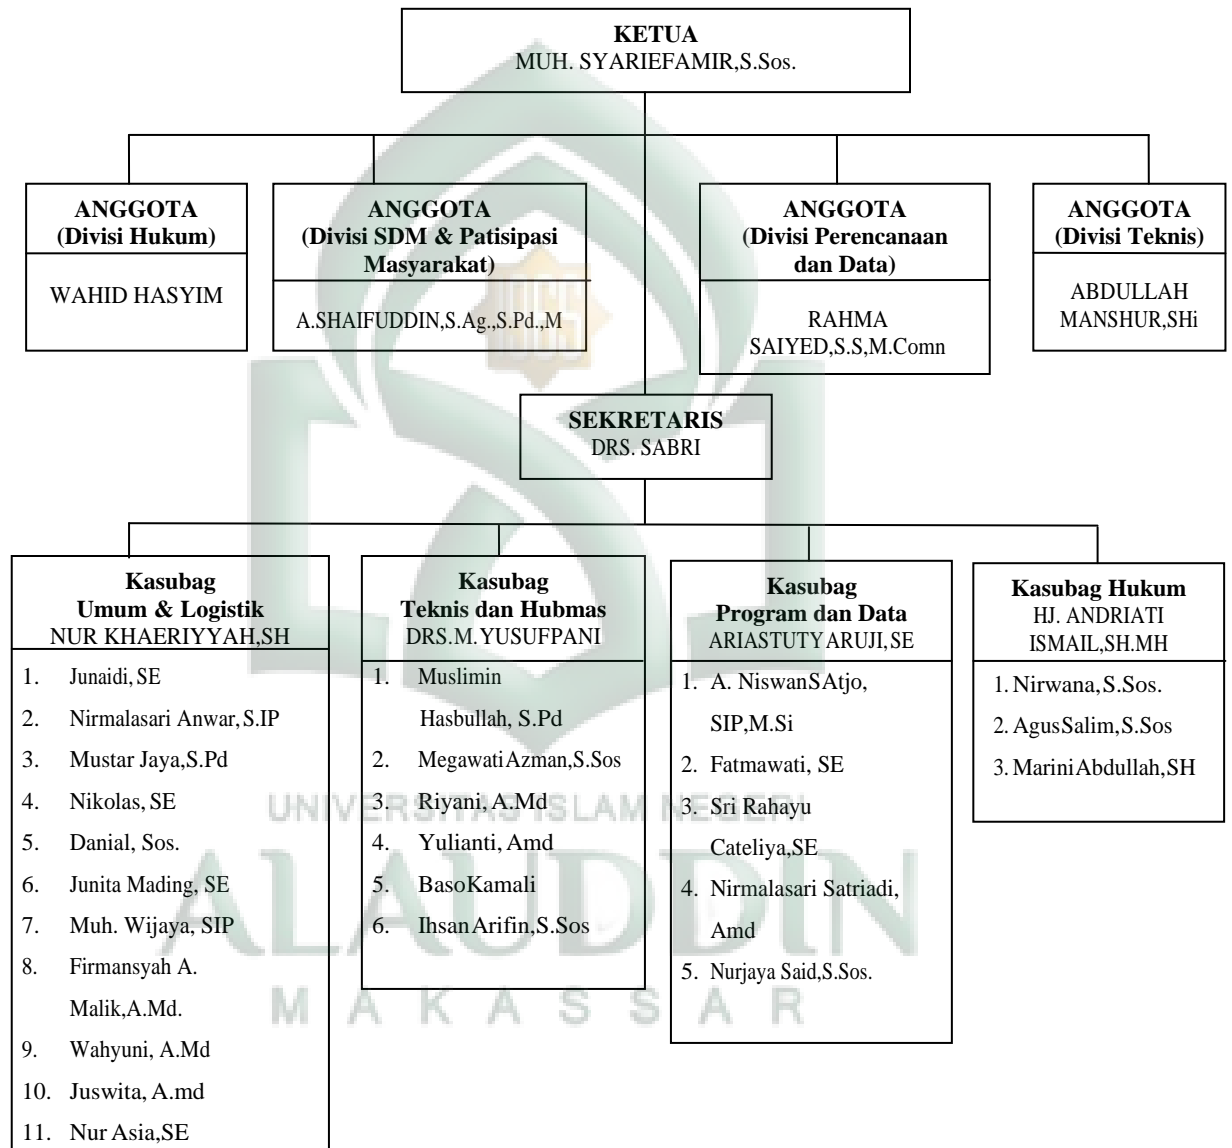 KETUA
MUH. SYARIEFAMIR,S.Sos.
ANGGOTA
(Divisi Hukum)
WAHID HASYIM
ANGGOTA
(Divisi SDM & Patisipasi
Masyarakat)
A.SHAIFUDDIN,S.Ag.,S.Pd.,M
ANGGOTA
(Divisi Perencanaan
dan Data)
RAHMA
SAIYED,S.S,M.Comn
ANGGOTA
(Divisi Teknis)
ABDULLAH
MANSHUR,SHi
SEKRETARIS
DRS. SABRI
Kasubag
Umum & Logistik
NUR KHAERIYYAH,SH
1. Junaidi, SE
2. Nirmalasari Anwar, S.IP
3. Mustar Jaya,S.Pd
4. Nikolas, SE
5. Danial, Sos.
6. Junita Mading, SE
7. Muh. Wijaya, SIP
8. Firmansyah A.
Malik,A.Md.
9. Wahyuni, A.Md
10. Juswita, A.md
11. Nur Asia,SE
Kasubag
Teknis dan Hubmas
DRS.M.YUSUFPANI
1. Muslimin
Hasbullah, S.Pd
2. MegawatiAzman,S.Sos
3. Riyani, A.Md
4. Yulianti, Amd
5. BasoKamali
6. Ihsan Arifin,S.Sos
Kasubag
Program dan Data
ARIASTUTYARUJI, SE
1. A. NiswanSAtjo,
SIP,M.Si
2. Fatmawati, SE
3. Sri Rahayu
Cateliya,SE
4. Nirmalasari Satriadi,
Amd
5. Nurjaya Said,S.Sos.
Kasubag Hukum
HJ. ANDRIATI
ISMAIL,SH.MH
1. Nirwana,S.Sos.
2. AgusSalim,S.Sos
3. MariniAbdullah,SH
1965
UNIVERSITAS ISLAM NEGERI
ALAUDDIN
MAKASSAR